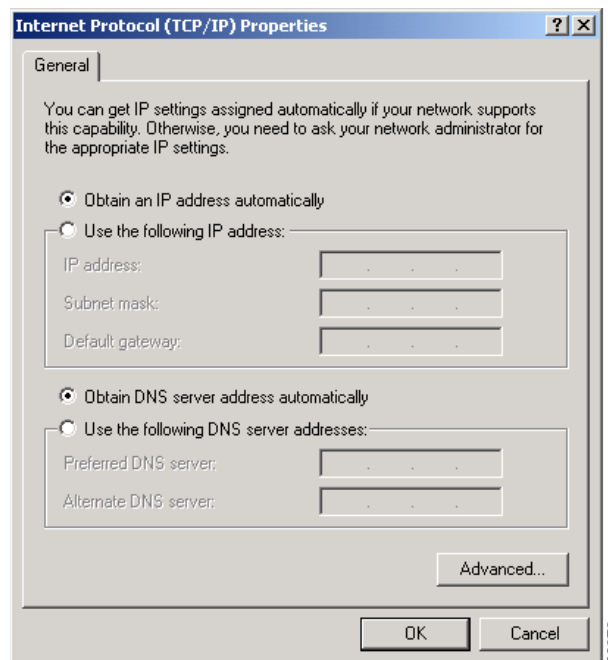 Internet Protocol (TCP/IP) Properties
General
You can get IP settings assigned automatically if your network supports
this capability. Otherwise, you need to ask your network administrator for
the appropriate IP settings.
Obtain an IP address automatically
Use the following IP address:
IP address:
Subnet mask:
Default gateway:
Obtain DNS server address automatically
Use the following DNS server addresses:
Preferred DNS server:
Alternate DNS server:
Advanced...
OK
Cancel